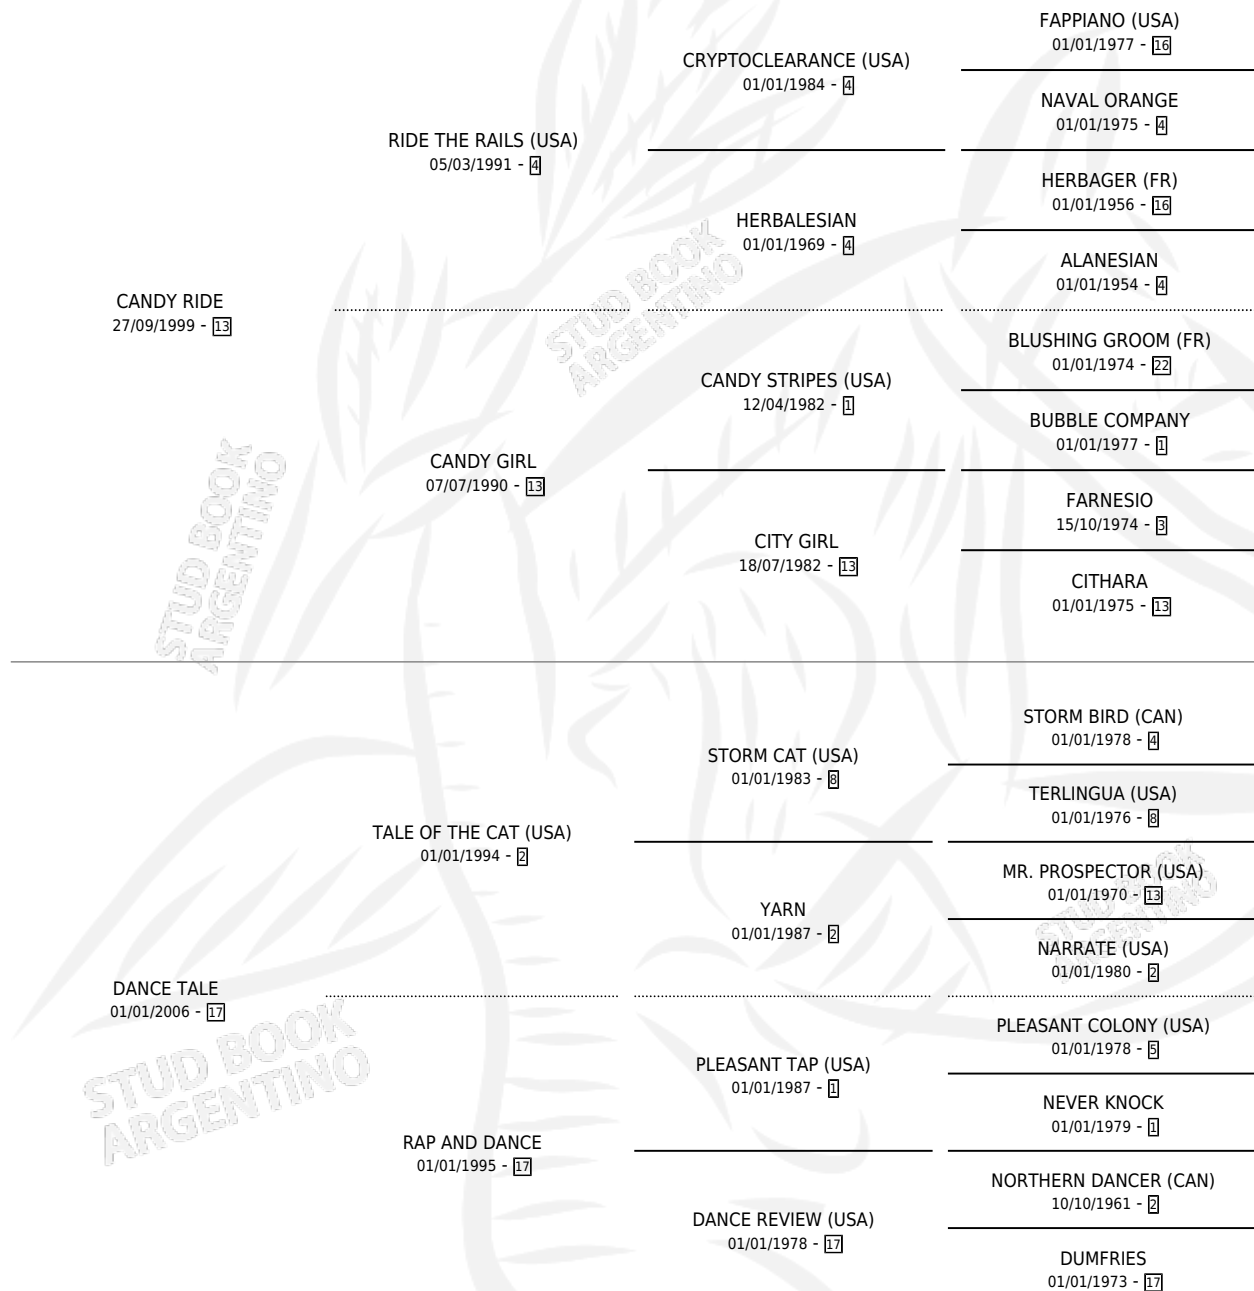 FAPPIANO (USA)
01/01/1977 - 16
CRYPTOCLEARANCE (USA)
01/01/1984 - 4
NAVAL ORANGE
01/01/1975 - 4
RIDE THE RAILS (USA)
05/03/1991 - 4
HERBAGER (FR)
01/01/1956 - 16
HERBALESIAN
01/01/1969 - 4
ALANESIAN
01/01/1954 - 4
CANDY RIDE
27/09/1999 - 13
BLUSHING GROOM (FR)
01/01/1974 - 22
CANDY STRIPES (USA)
12/04/1982 - 1
BUBBLE COMPANY
01/01/1977 - 1
CANDY GIRL
07/07/1990 - 13
FARNESIO
15/10/1974 - 3
CITY GIRL
18/07/1982 - 13
CITHARA
01/01/1975 - 13
STORM BIRD (CAN)
01/01/1978 - 4
STORM CAT (USA)
01/01/1983 - 8
TERLINGUA (USA)
01/01/1976 - 8
TALE OF THE CAT (USA)
01/01/1994 - 2
MR. PROSPECTOR (USA)
01/01/1970 - 13
YARN
01/01/1987 - 2
NARRATE (USA)
01/01/1980 - 2
DANCE TALE
01/01/2006 - 17
PLEASANT COLONY (USA)
01/01/1978 - 5
PLEASANT TAP (USA)
01/01/1987 - 1
NEVER KNOCK
01/01/1979 - 1
RAP AND DANCE
01/01/1995 - 17
NORTHERN DANCER (CAN)
10/10/1961 - 2
DANCE REVIEW (USA)
01/01/1978 - 17
DUMFRIES
01/01/1973 - 17
STUD BOOK
ARGENTINO
STUD BOOK
ARGENTINO
STUD BOOK
ARGENTINO
STUD BOOK
ARGENTINO